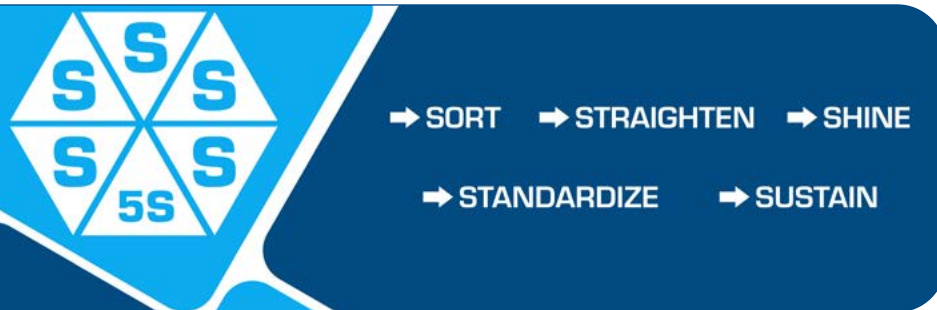 S
S S
S S
5S
➡ SORT ➡ STRAIGHTEN ➡ SHINE
➡ STANDARDIZE ➡ SUSTAIN